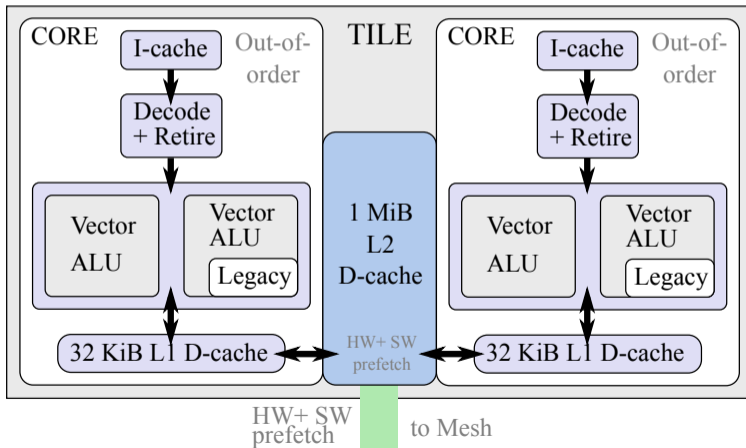 CORE
Out-of-
order
I-cache
Decode
+ Retire
Vector
ALU
Vector
ALU
Legacy
32 KiB L1 D-cache
TILE
1 MiB
L2
D-cache
HW+ SW
prefetch
CORE
Out-of-
order
I-cache
Decode
+ Retire
Vector
ALU
Vector
ALU
Legacy
32 KiB L1 D-cache
HW+ SW
prefetch
to Mesh